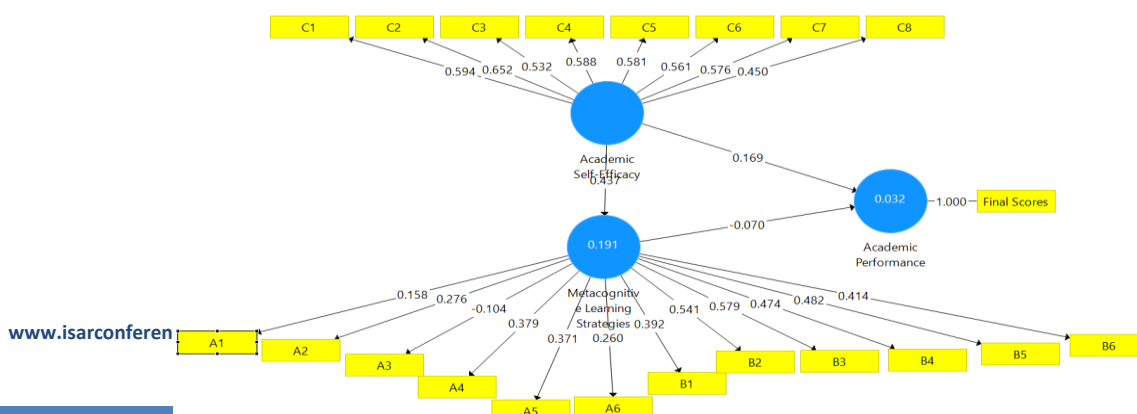 C1 C2 C3 C4 C5 C6 C7 C8
0.594 0.652 0.532 0.588 0.581 0.561 0.576 0.450
Academic
Self-Efficacy
0.437
0.169
0.032
1.000
Final Scores
-0.070
Academic
Performance
0.191
Metacognitiv
e Learning
Strategies
0.158 0.276 -0.104 0.379 0.371 0.260 0.392 0.541 0.579 0.474 0.482 0.414
www.isarconferen
A1 A2 A3 A4 A5 A6 B1 B2 B3 B4 B5 B6